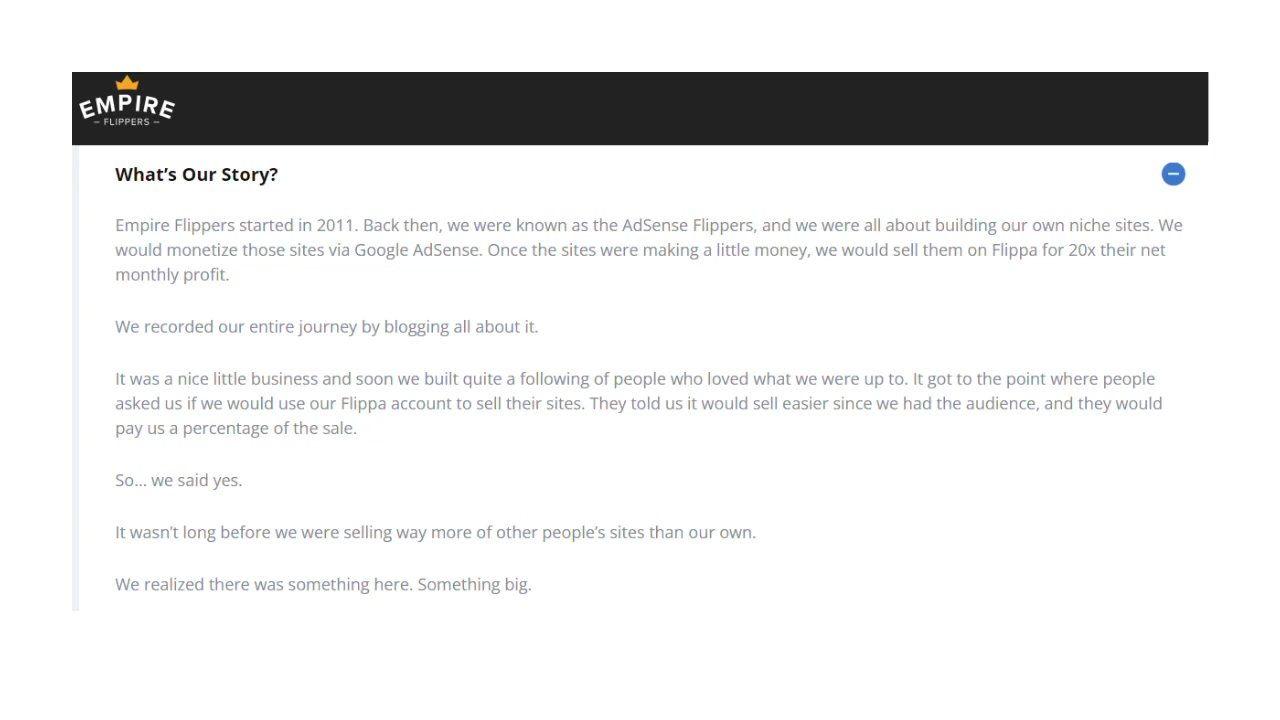 EMPIRE
– FLIPPERS –
What’s Our Story?
Empire Flippers started in 2011. Back then, we were known as the AdSense Flippers, and we were all about building our own niche sites. We
would monetize those sites via Google AdSense. Once the sites were making a little money, we would sell them on Flippa for 20x their net
monthly profit.
We recorded our entire journey by blogging all about it.
It was a nice little business and soon we built quite a following of people who loved what we were up to. It got to the point where people
asked us if we would use our Flippa account to sell their sites. They told us it would sell easier since we had the audience, and they would
pay us a percentage of the sale.
So… we said yes.
It wasn’t long before we were selling way more of other people’s sites than our own.
We realized there was something here. Something big.